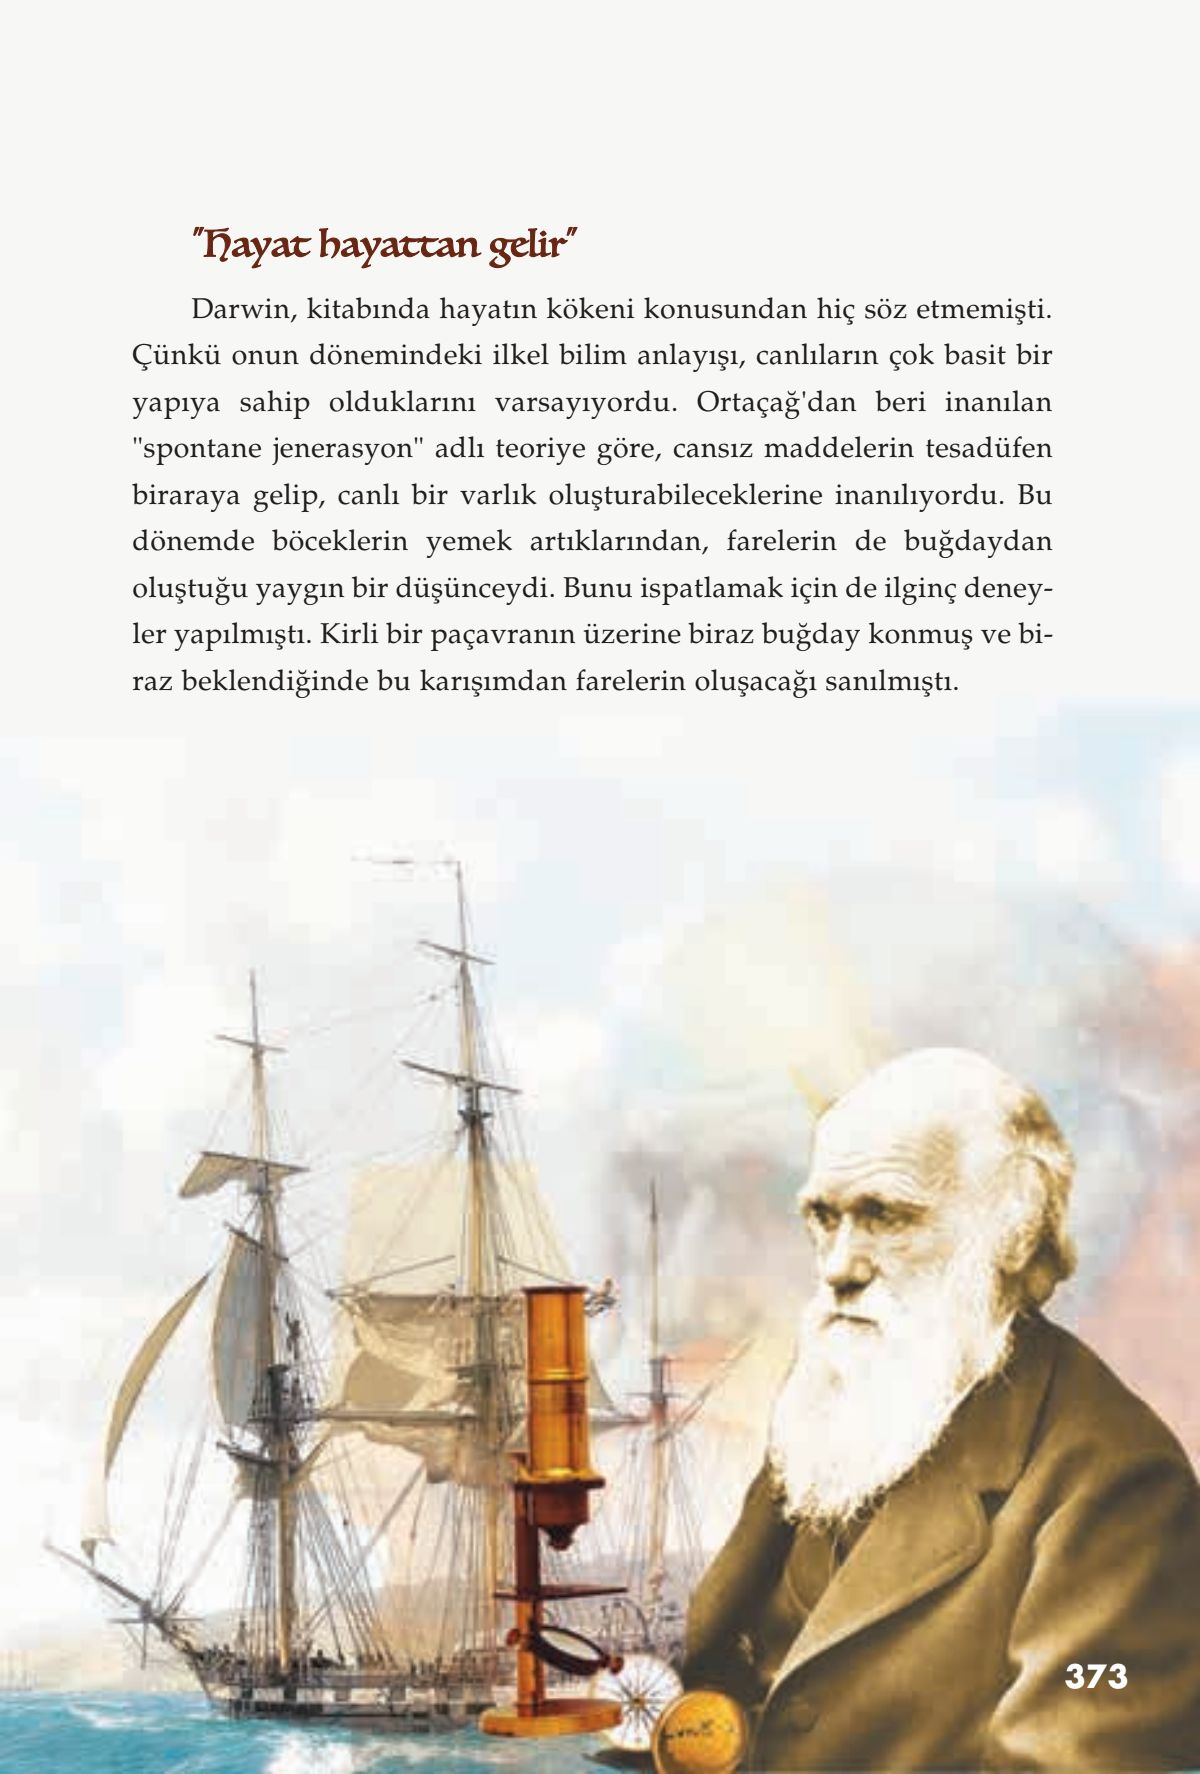 "Hayat hayattan gelir"
Darwin, kitabında hayatın kökeni konusundan hiç söz etmemişti.
Çünkü onun dönemindeki ilkel bilim anlayışı, canlıların çok basit bir
yapıya sahip olduklarını varsayıyordu. Ortaçağ'dan beri inanılan
"spontane jenerasyon" adlı teoriye göre, cansız maddelerin tesadüfen
biraraya gelip, canlı bir varlık oluşturabileceklerine inanılıyordu. Bu
dönemde böceklerin yemek artıklarından, farelerin de buğdaydan
oluştuğu yaygın bir düşünceydi. Bunu ispatlamak için de ilginç deney-
ler yapılmıştı. Kirli bir paçavranın üzerine biraz buğday konmuş ve bi-
raz beklendiğinde bu karışımdan farelerin oluşacağı sanılmıştı.
373